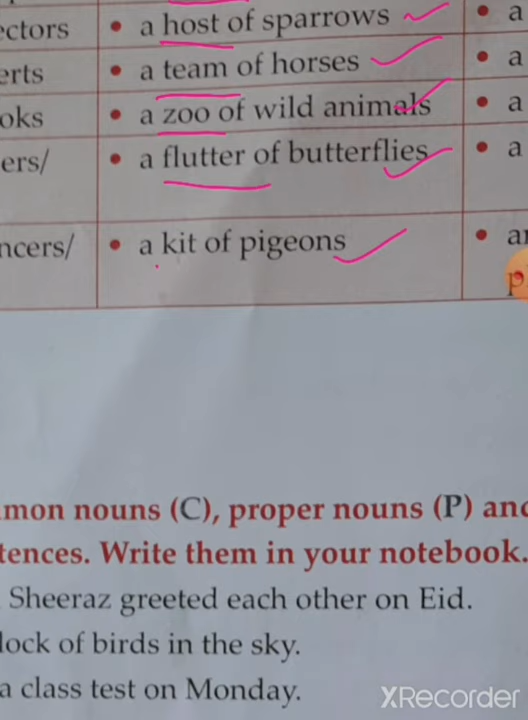 ectors • a host of sparrows • a
erts • a team of horses • a
oks • a zoo of wild animals • a
ers/ • a flutter of butterflies • a
ncers/ • a kit of pigeons •
mmon nouns (C), proper nouns (P) and
tences. Write them in your notebook.
Sheeraz greeted each other on Eid.
lock of birds in the sky.
a class test on Monday.
XRecorder